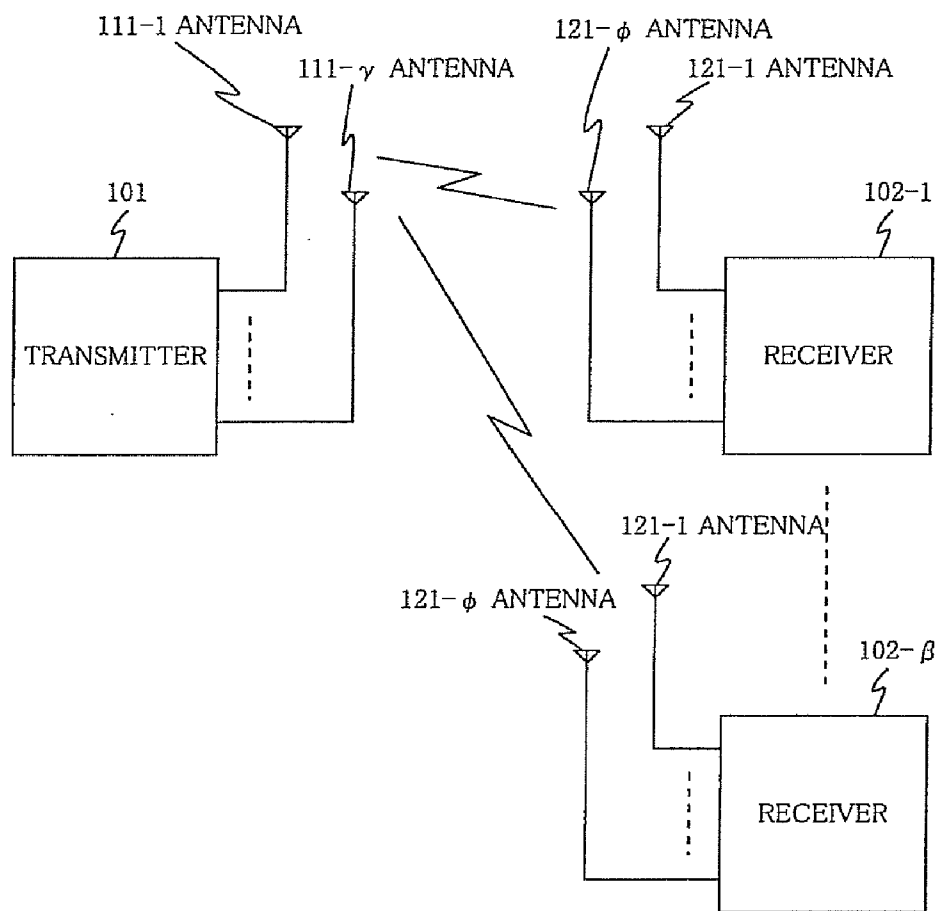 111-1 ANTENNA
121-φ ANTENNA
111-γ ANTENNA
121-1 ANTENNA
101
102-1
TRANSMITTER
RECEIVER
121-1 ANTENNA
121-φ ANTENNA
102-β
RECEIVER